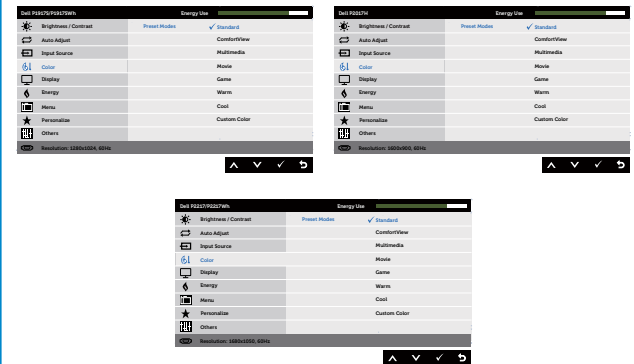 Dell P1917S/P1917SWh Energy Use
Brightness / Contrast Preset Modes ✓ Standard
Auto Adjust ComfortView
Input Source Multimedia
Color Movie
Display Game
Energy Warm
Menu Cool
Personalize Custom Color
Others
Resolution: 1280x1024, 60Hz
Dell P2017H Energy Use
Brightness / Contrast Preset Modes ✓ Standard
Auto Adjust ComfortView
Input Source Multimedia
Color Movie
Display Game
Energy Warm
Menu Cool
Personalize Custom Color
Others
Resolution: 1600x900, 60Hz
Dell P2217/P2217Wh Energy Use
Brightness / Contrast Preset Modes ✓ Standard
Auto Adjust ComfortView
Input Source Multimedia
Color Movie
Display Game
Energy Warm
Menu Cool
Personalize Custom Color
Others
Resolution: 1680x1050, 60Hz